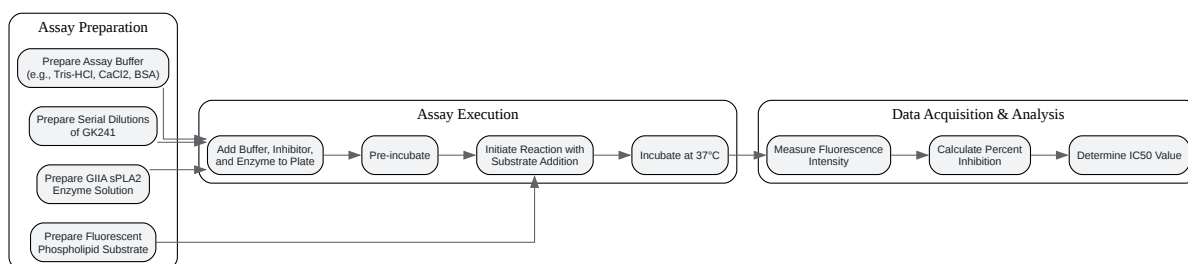 Assay Preparation
Prepare Assay Buffer
(e.g., Tris-HCl, CaCl2, BSA)
Prepare Serial Dilutions
of GK241
Prepare GIIA sPLA2
Enzyme Solution
Prepare Fluorescent
Phospholipid Substrate
Assay Execution
Add Buffer, Inhibitor,
and Enzyme to Plate
Pre-incubate
Initiate Reaction with
Substrate Addition
Incubate at 37°C
Data Acquisition & Analysis
Measure Fluorescence
Intensity
Calculate Percent
Inhibition
Determine IC50 Value